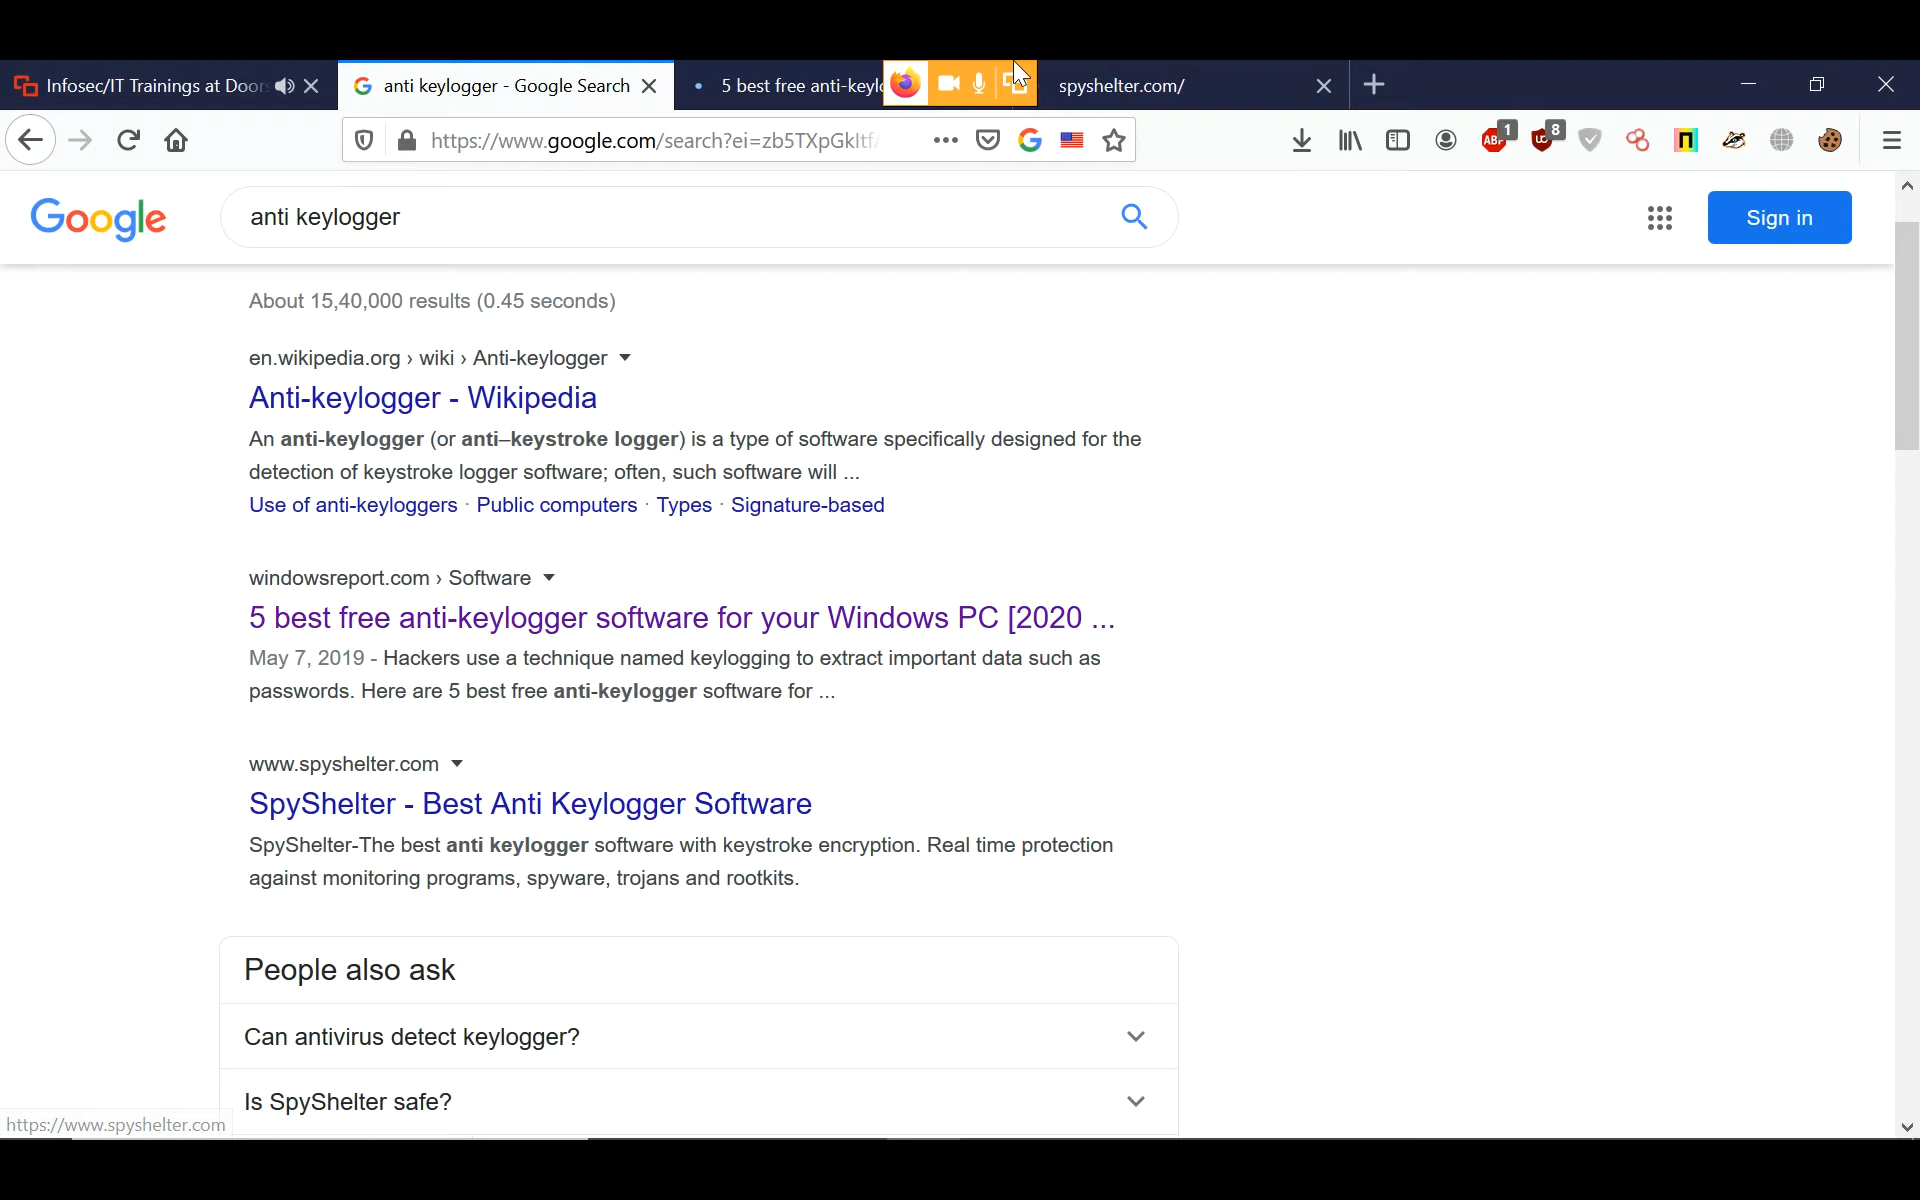 Infosec/IT Trainings at Door
anti keylogger - Google Search
5 best free anti-keylo
spyshelter.com/
https://www.google.com/search?ei=zb5TXpGkItf
ABP 1
8
Google
anti keylogger
Sign in
About 15,40,000 results (0.45 seconds)
en.wikipedia.org › wiki › Anti-keylogger
Anti-keylogger - Wikipedia
An anti-keylogger (or anti–keystroke logger) is a type of software specifically designed for the
detection of keystroke logger software; often, such software will ...
Use of anti-keyloggers · Public computers · Types · Signature-based
windowsreport.com › Software
5 best free anti-keylogger software for your Windows PC [2020 ...
May 7, 2019 - Hackers use a technique named keylogging to extract important data such as
passwords. Here are 5 best free anti-keylogger software for ...
www.spyshelter.com
SpyShelter - Best Anti Keylogger Software
SpyShelter-The best anti keylogger software with keystroke encryption. Real time protection
against monitoring programs, spyware, trojans and rootkits.
People also ask
Can antivirus detect keylogger?
Is SpyShelter safe?
https://www.spyshelter.com